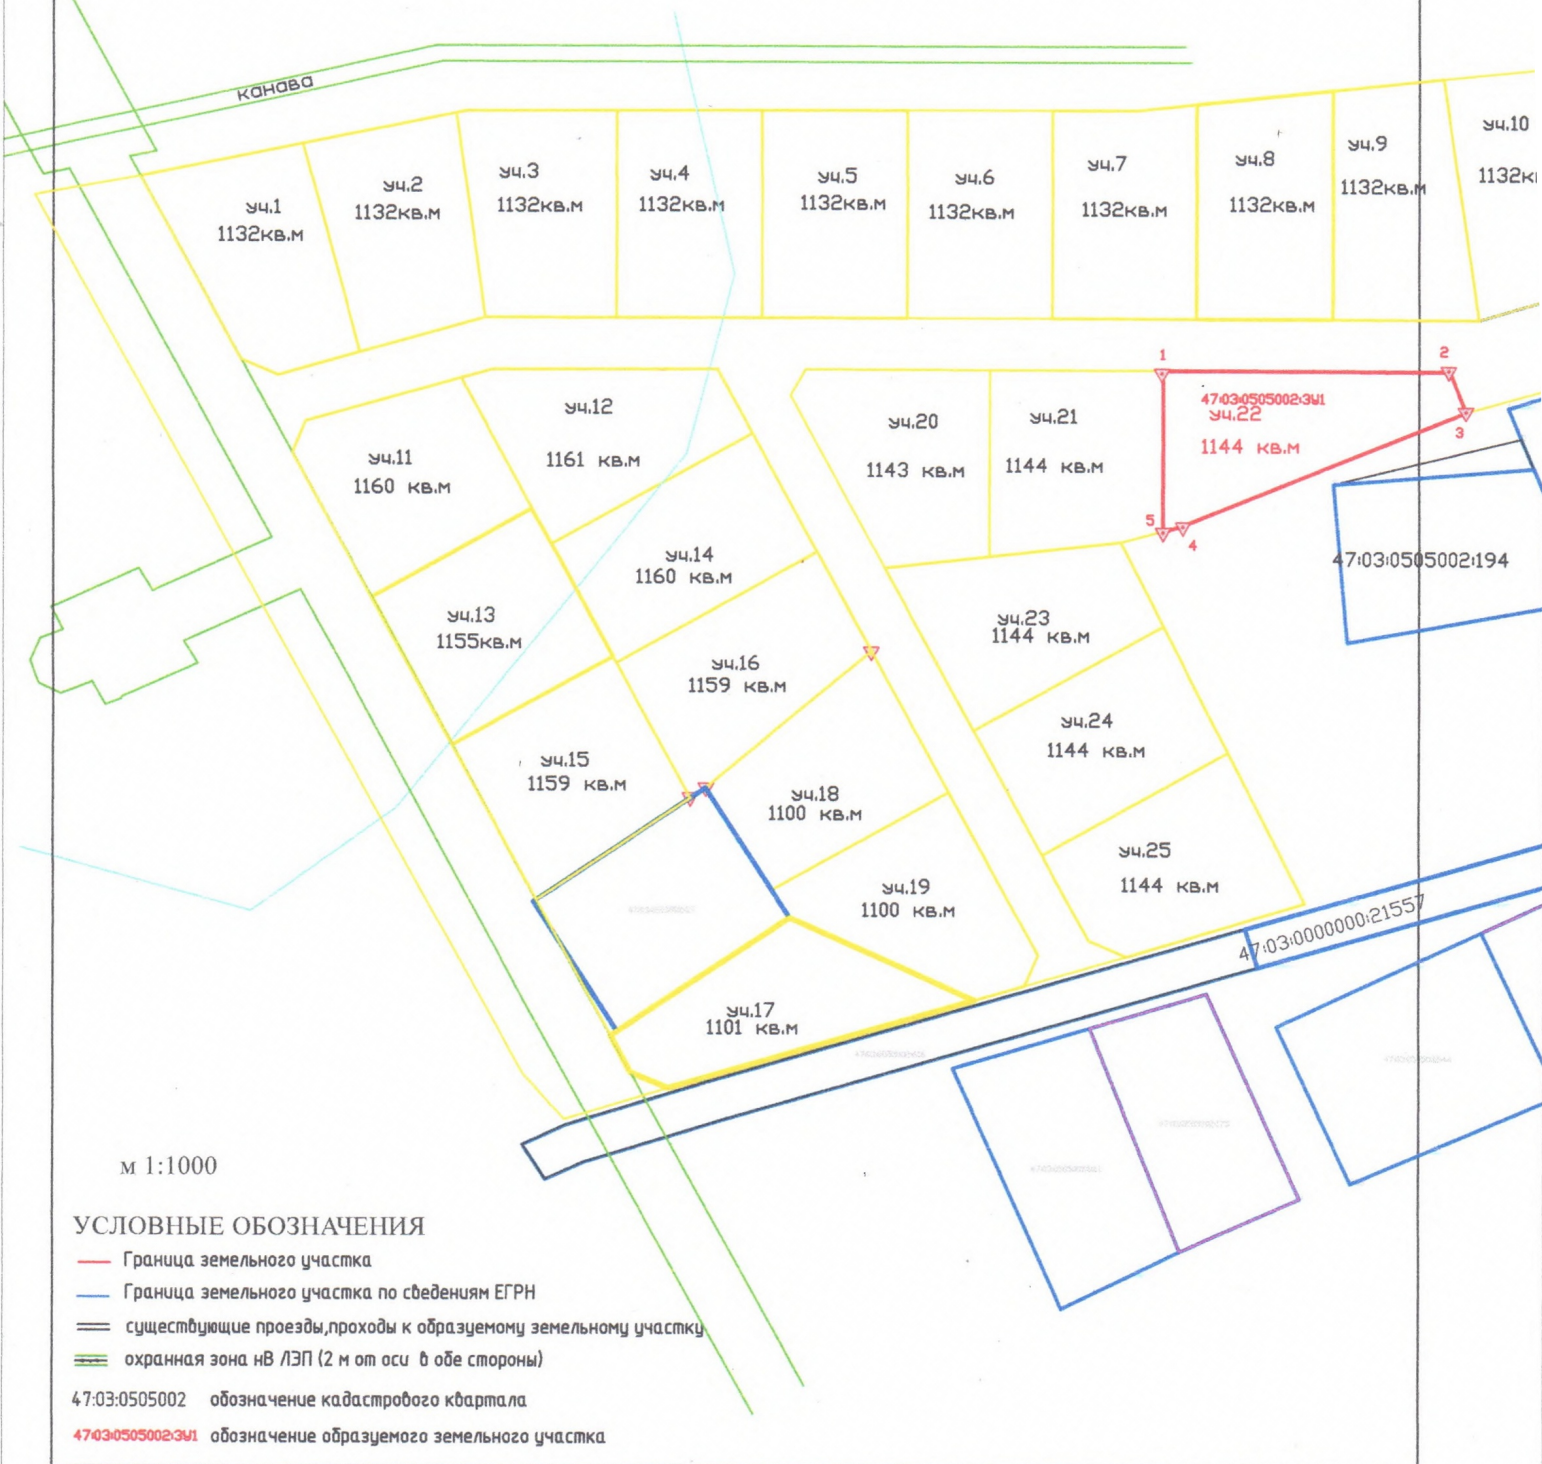 канава
уч.1
1132кв.м
уч.2
1132кв.м
уч.3
1132кв.м
уч.4
1132кв.м
уч.5
1132кв.м
уч.6
1132кв.м
уч.7
1132кв.м
уч.8
1132кв.м
уч.9
1132кв.м
уч.10
1132к
1
2
3
4
5
47:03:0505002:ЗУ1
уч.22
1144 кв.м
уч.12
1161 кв.м
уч.11
1160 кв.м
уч.20
1143 кв.м
уч.21
1144 кв.м
уч.14
1160 кв.м
47:03:0505002:194
уч.13
1155кв.м
уч.23
1144 кв.м
уч.16
1159 кв.м
уч.24
1144 кв.м
уч.15
1159 кв.м
уч.18
1100 кв.м
уч.25
1144 кв.м
уч.19
1100 кв.м
47:03:0000000:21557
уч.17
1101 кв.м
м 1:1000
УСЛОВНЫЕ ОБОЗНАЧЕНИЯ
Граница земельного участка
Граница земельного участка по сведениям ЕГРН
существующие проезды,проходы к образуемому земельному участку
охранная зона нВ ЛЭП (2 м от оси в обе стороны)
47:03:0505002 обозначение кадастрового квартала
47:03:0505002:ЗУ1 обозначение образуемого земельного участка